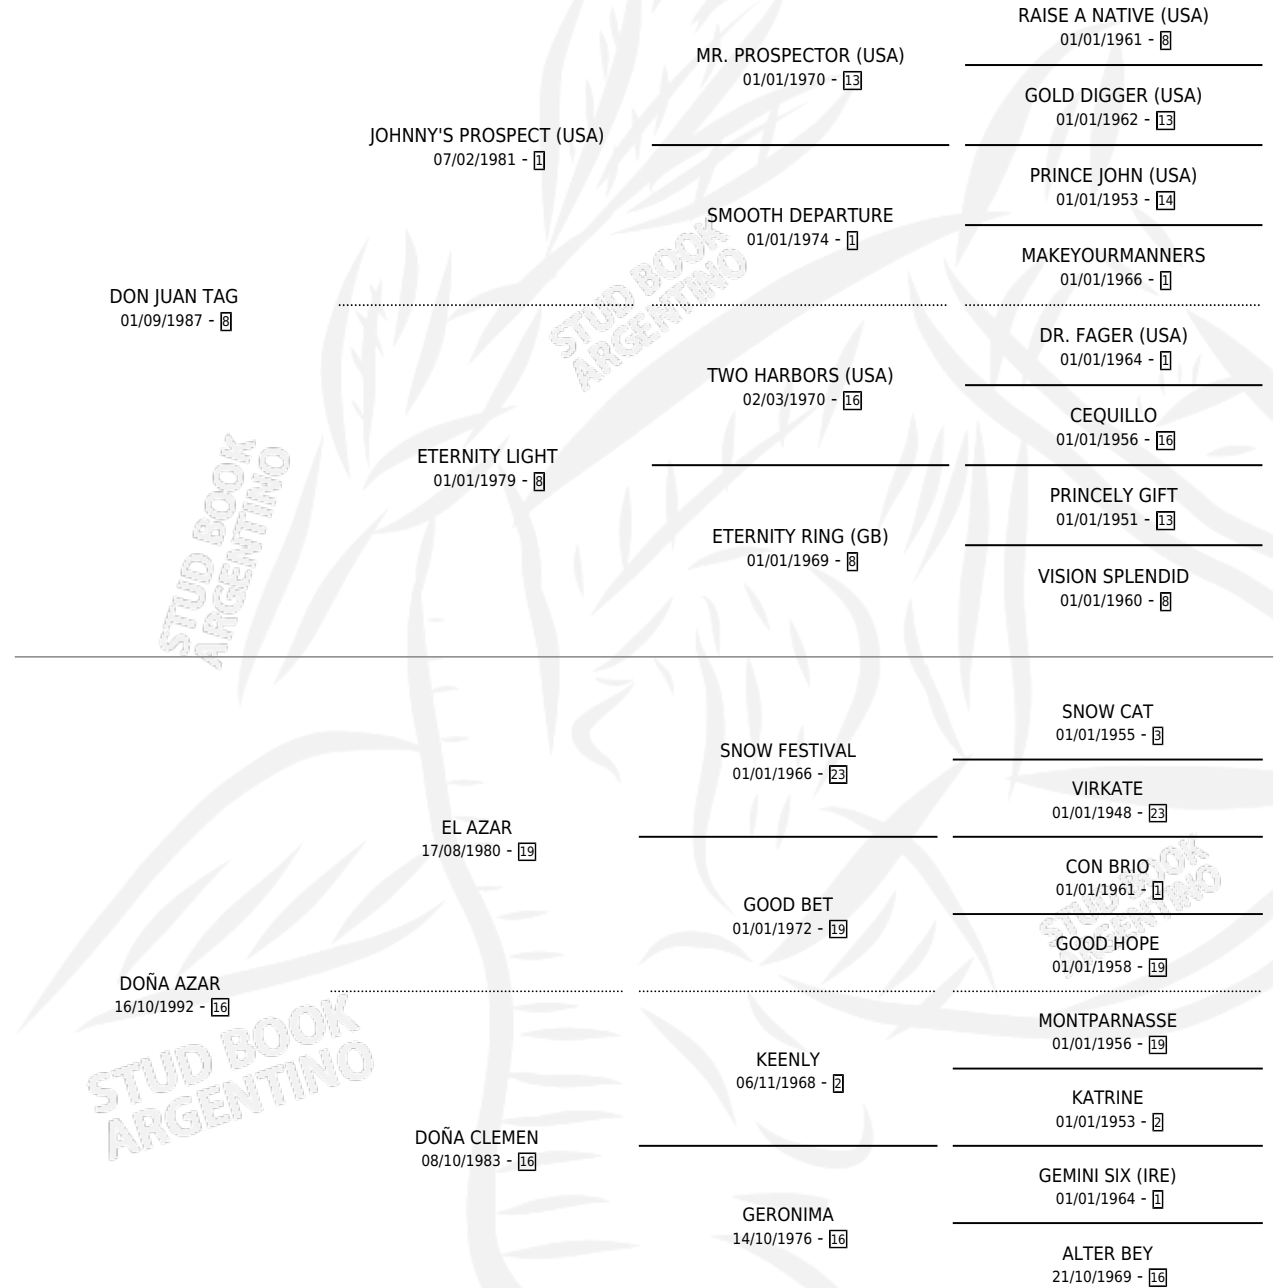 RAISE A NATIVE (USA)
01/01/1961 - 8
MR. PROSPECTOR (USA)
01/01/1970 - 13
GOLD DIGGER (USA)
01/01/1962 - 13
JOHNNY'S PROSPECT (USA)
07/02/1981 - 1
PRINCE JOHN (USA)
01/01/1953 - 14
SMOOTH DEPARTURE
01/01/1974 - 1
MAKEYOURMANNERS
01/01/1966 - 1
DON JUAN TAG
01/09/1987 - 8
DR. FAGER (USA)
01/01/1964 - 1
TWO HARBORS (USA)
02/03/1970 - 16
CEQUILLO
01/01/1956 - 16
ETERNITY LIGHT
01/01/1979 - 8
PRINCELY GIFT
01/01/1951 - 13
ETERNITY RING (GB)
01/01/1969 - 8
VISION SPLENDID
01/01/1960 - 8
SNOW CAT
01/01/1955 - 3
SNOW FESTIVAL
01/01/1966 - 23
VIRKATE
01/01/1948 - 23
EL AZAR
17/08/1980 - 19
CON BRIO
01/01/1961 - 1
GOOD BET
01/01/1972 - 19
GOOD HOPE
01/01/1958 - 19
DOÑA AZAR
16/10/1992 - 16
MONTPARNASSE
01/01/1956 - 19
KEENLY
06/11/1968 - 2
KATRINE
01/01/1953 - 2
DOÑA CLEMEN
08/10/1983 - 16
GEMINI SIX (IRE)
01/01/1964 - 1
GERONIMA
14/10/1976 - 16
ALTER BEY
21/10/1969 - 16
STUD BOOK
ARGENTINO
STUD BOOK
ARGENTINO
STUD BOOK
ARGENTINO
STUD BOOK
ARGENTINO